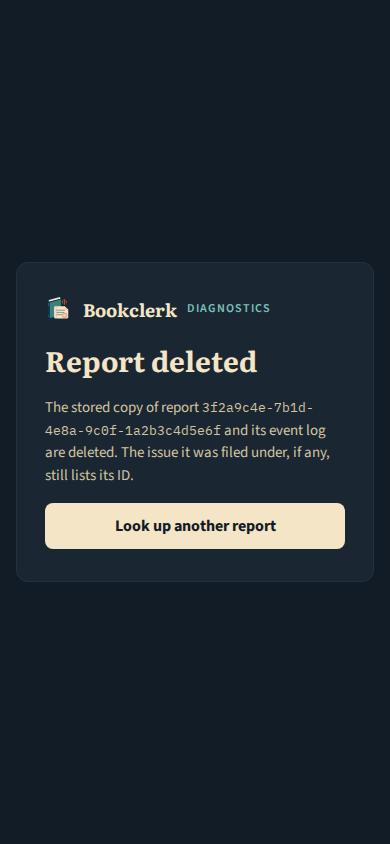 Bookclerk DIAGNOSTICS
Report deleted
The stored copy of report 3f2a9c4e-7b1d-
4e8a-9c0f-1a2b3c4d5e6f and its event log
are deleted. The issue it was filed under, if any,
still lists its ID.
Look up another report